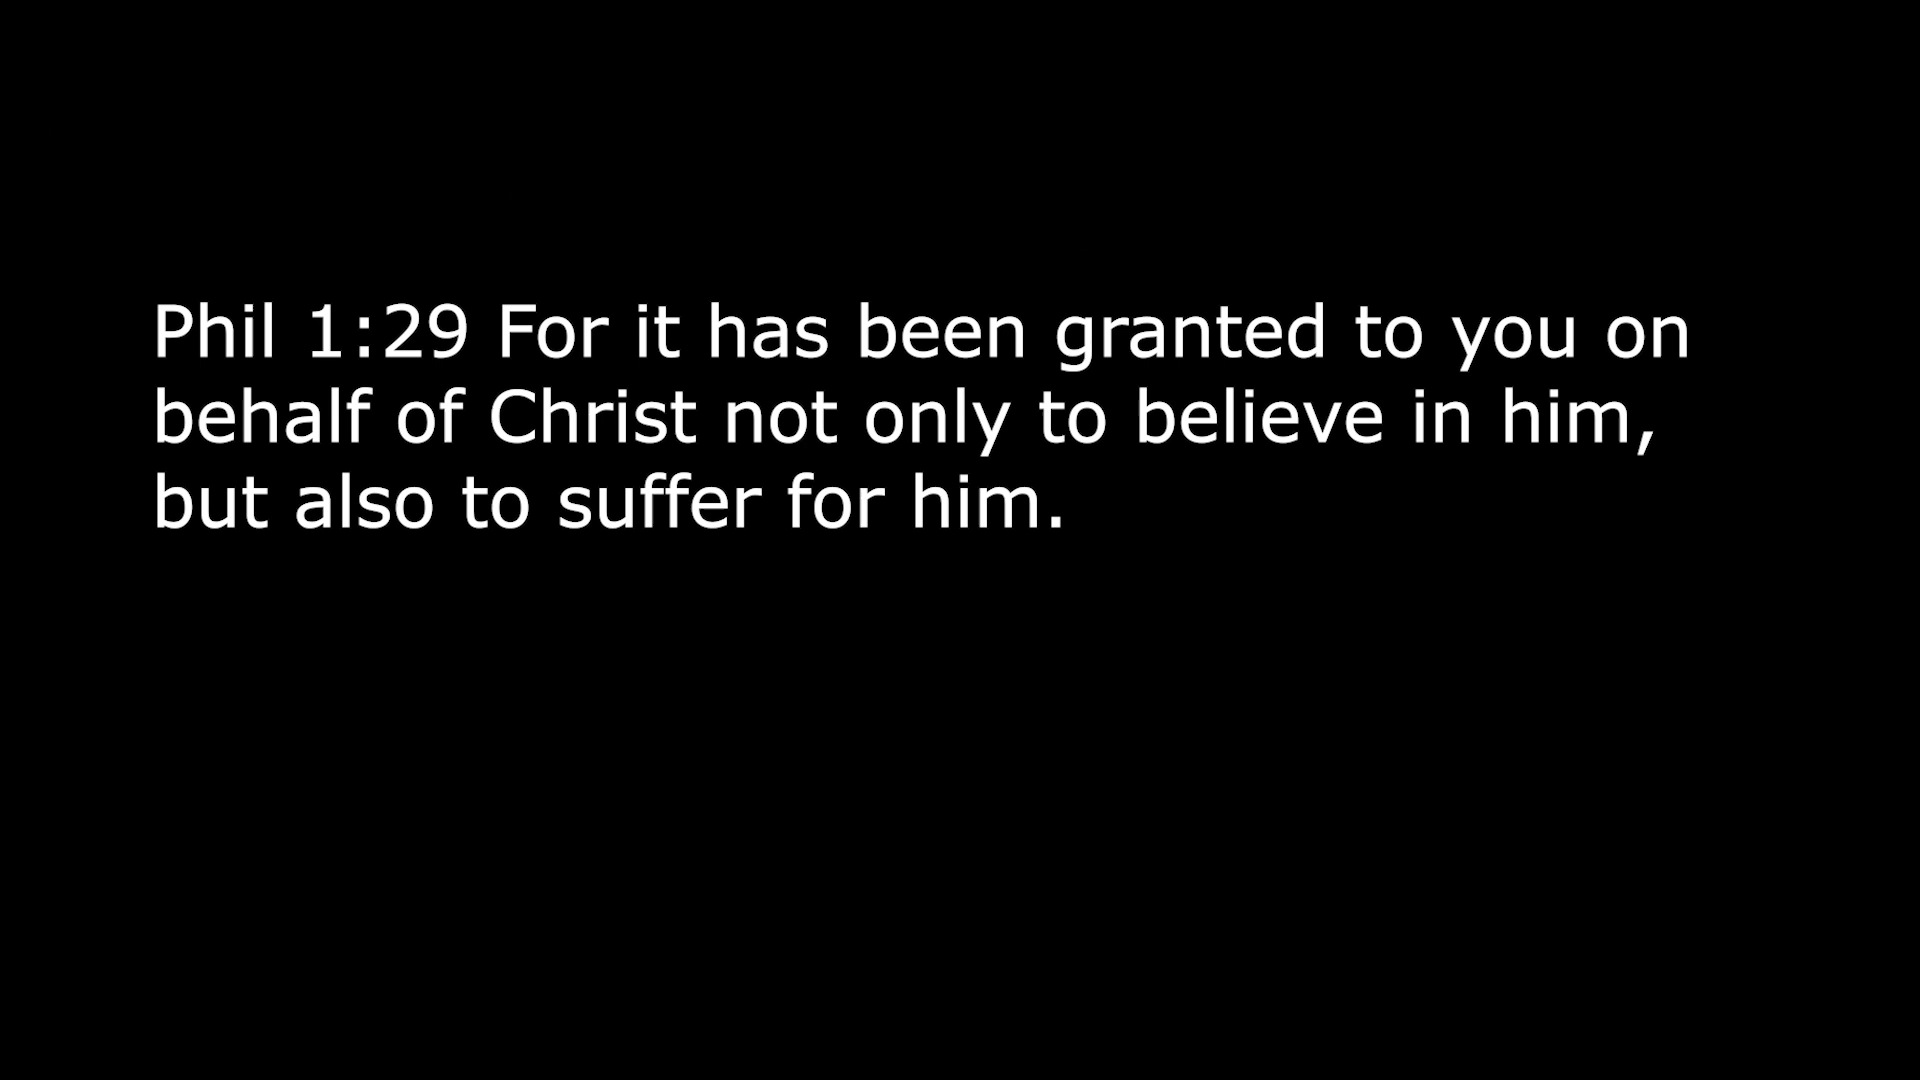 Phil 1:29 For it has been granted to you on
behalf of Christ not only to believe in him,
but also to suffer for him.